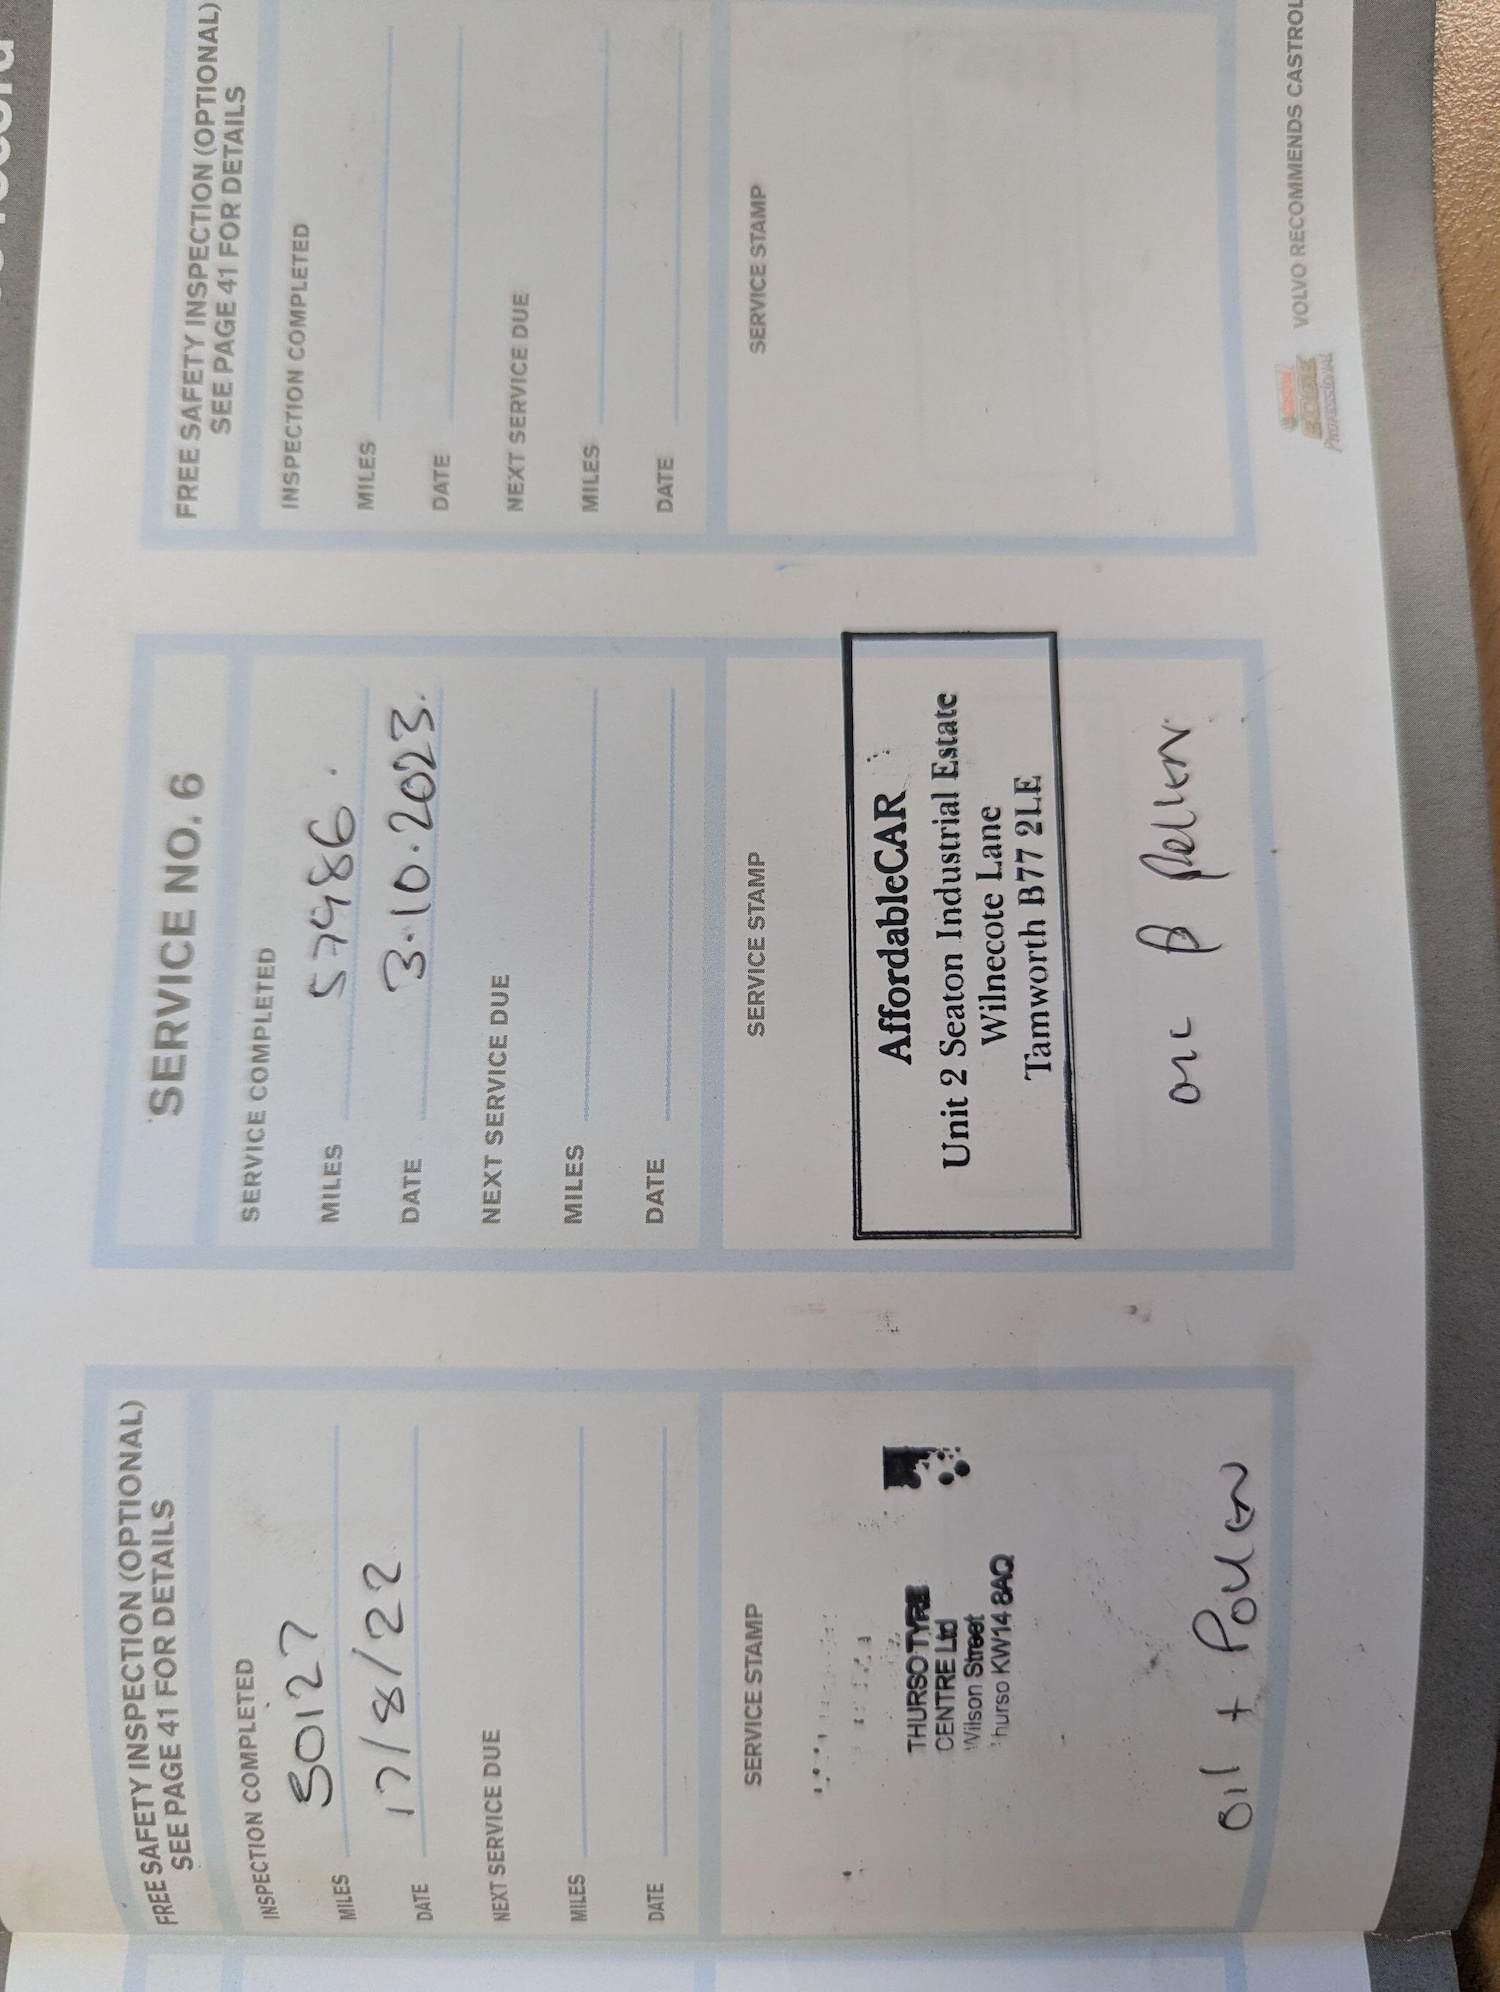 FREE SAFETY INSPECTION (OPTIONAL)
SEE PAGE 41 FOR DETAILS
INSPECTION COMPLETED
MILES 50127
DATE 17/8/22
NEXT SERVICE DUE
MILES
DATE
SERVICE STAMP
THURSO TYRE
CENTRE Ltd
Wilson Street
hurso KW14 8AQ
Oil + Pollen
SERVICE NO. 6
SERVICE COMPLETED
MILES 57986.
DATE 3.10.2023.
NEXT SERVICE DUE
MILES
DATE
SERVICE STAMP
AffordableCAR
Unit 2 Seaton Industrial Estate
Wilnecote Lane
Tamworth B77 2LE
OIL
FREE SAFETY INSPECTION (OPTIONAL)
SEE PAGE 41 FOR DETAILS
INSPECTION COMPLETED
MILES
DATE
NEXT SERVICE DUE
MILES
DATE
SERVICE STAMP
EDGE
Professional
VOLVO RECOMMENDS CASTROL